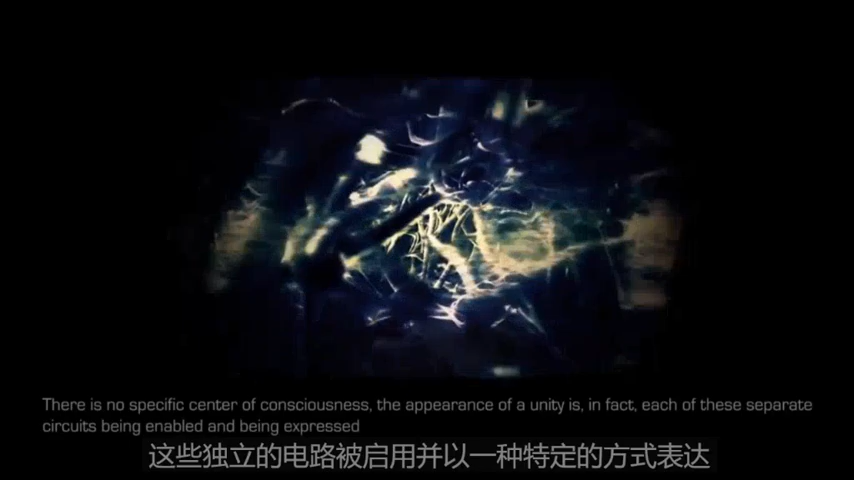 There is no specific center of consciousness, the appearance of a unity is, in fact, each of these separate
circuits being enabled and being expressed
这些独立的电路被启用并以一种特定的方式表达